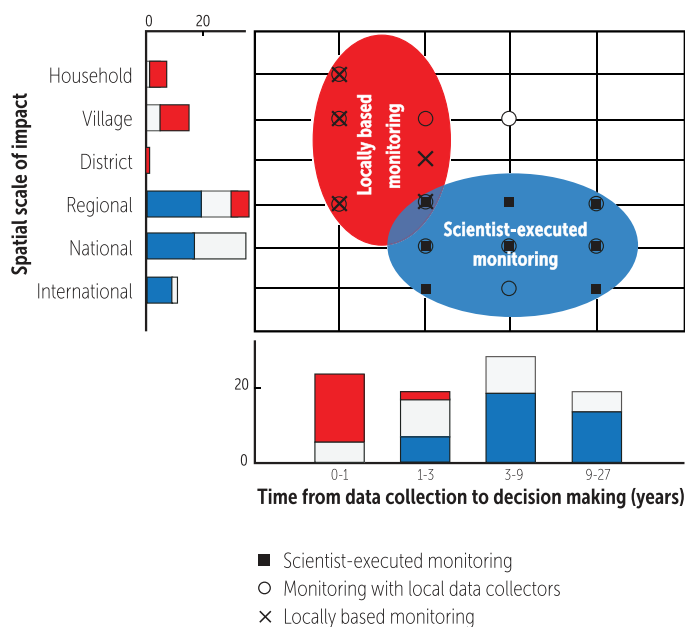 0 20
Spatial scale of impact
Household
Village
District
Regional
National
International
Locally based
monitoring
Scientist-executed
monitoring
20
0
0-1 1-3 3-9 9-27
Time from data collection to decision making (years)
Scientist-executed monitoring
Monitoring with local data collectors
Locally based monitoring